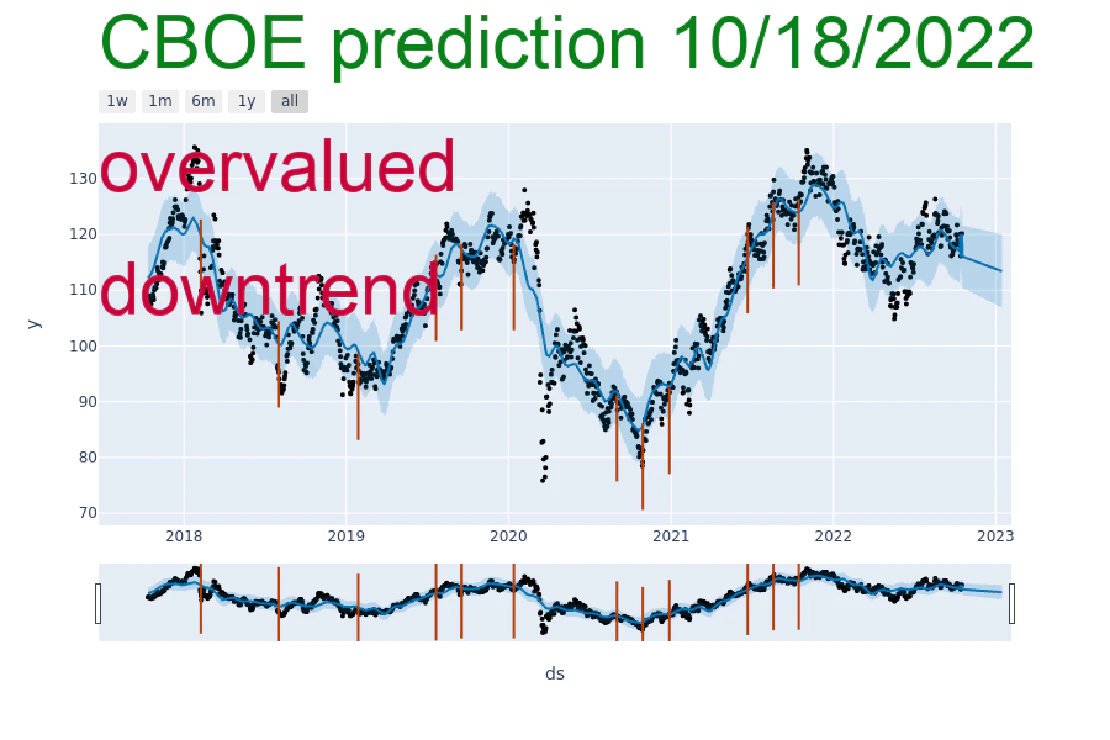 CBOE prediction 10/18/2022
1w 1m 6m 1y all
overvalued
downtrend
130
120
110
100
90
80
70
y
2018 2019 2020 2021 2022 2023
ds